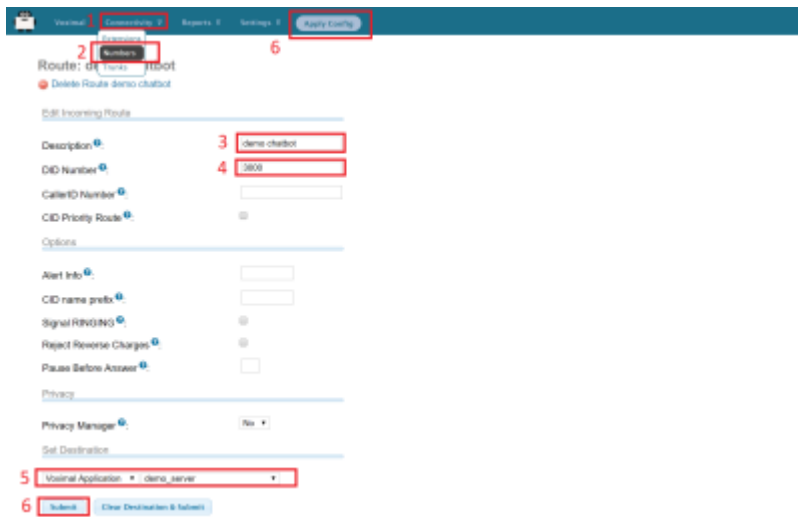 Voximal 1 Connectivity Reports Settings Apply Config
Extensions
2 Numbers 6
Trunks
Route: de tbot
Delete Route demo chatbot
Edit Incoming Route
Description: 3 demo chatbot
DID Number: 4 3000
CallerID Number:
CID Priority Route:
Options
Alert Info:
CID name prefix:
Signal RINGING:
Reject Reverse Charges:
Pause Before Answer:
Privacy
Privacy Manager: No
Set Destination
5 Voximal Application demo_server
6 Submit Clear Destination & Submit